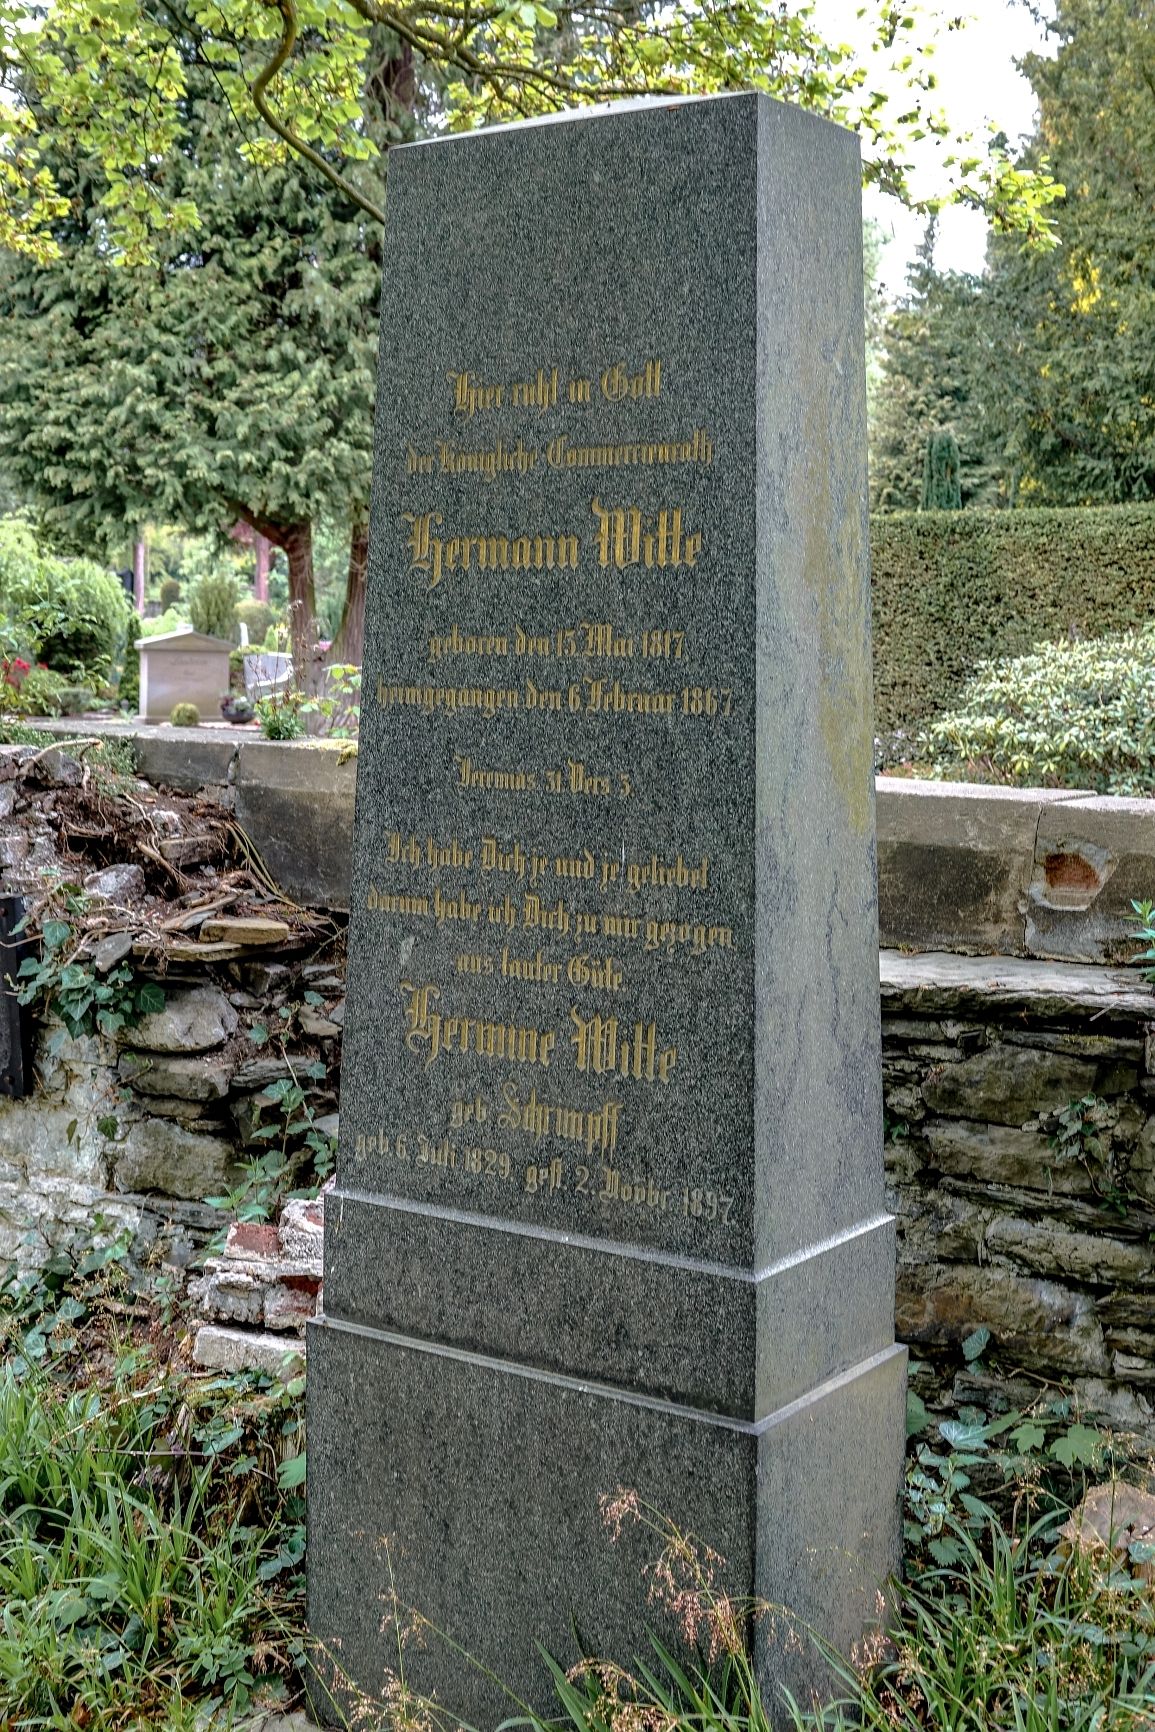 Hier ruht in Gott
der Königliche Commercienrath
Hermann Witte
geboren den 15. Mai 1817,
heimgegangen den 6 Februar 1867
Jeremias 31 Vers 3.
Ich habe Dich je und je geliebet
darum habe ich Dich zu mir gezogen
aus lauter Güte.
Hermine Witte
geb. Schimpff
geb. 6. Juli 1829, gest. 2. Novbr. 1897.